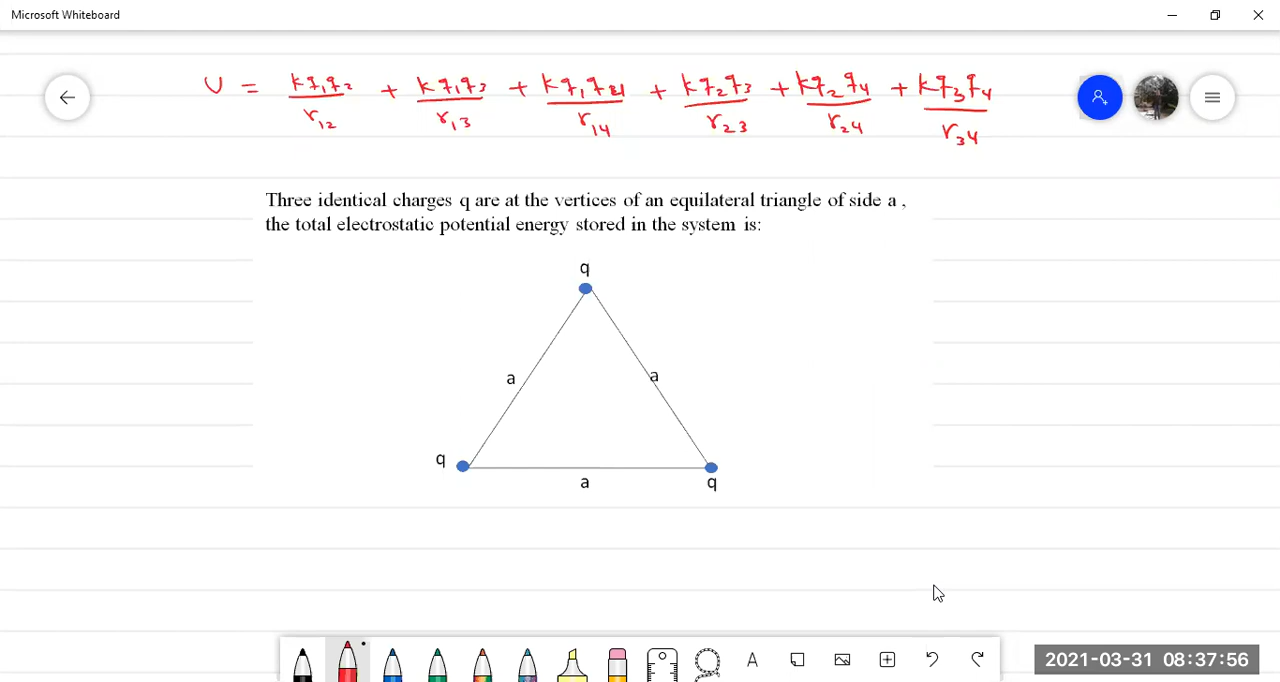 Microsoft Whiteboard
U = kq₁q₂/r₁₂ + kq₁q₃/r₁₃ + kq₁q₄/r₁₄ + kq₂q₃/r₂₃ + kq₂q₄/r₂₄ + kq₃q₄/r₃₄
Three identical charges q are at the vertices of an equilateral triangle of side a ,
the total electrostatic potential energy stored in the system is:
q
a
a
q
a
q
A
2021-03-31 08:37:56